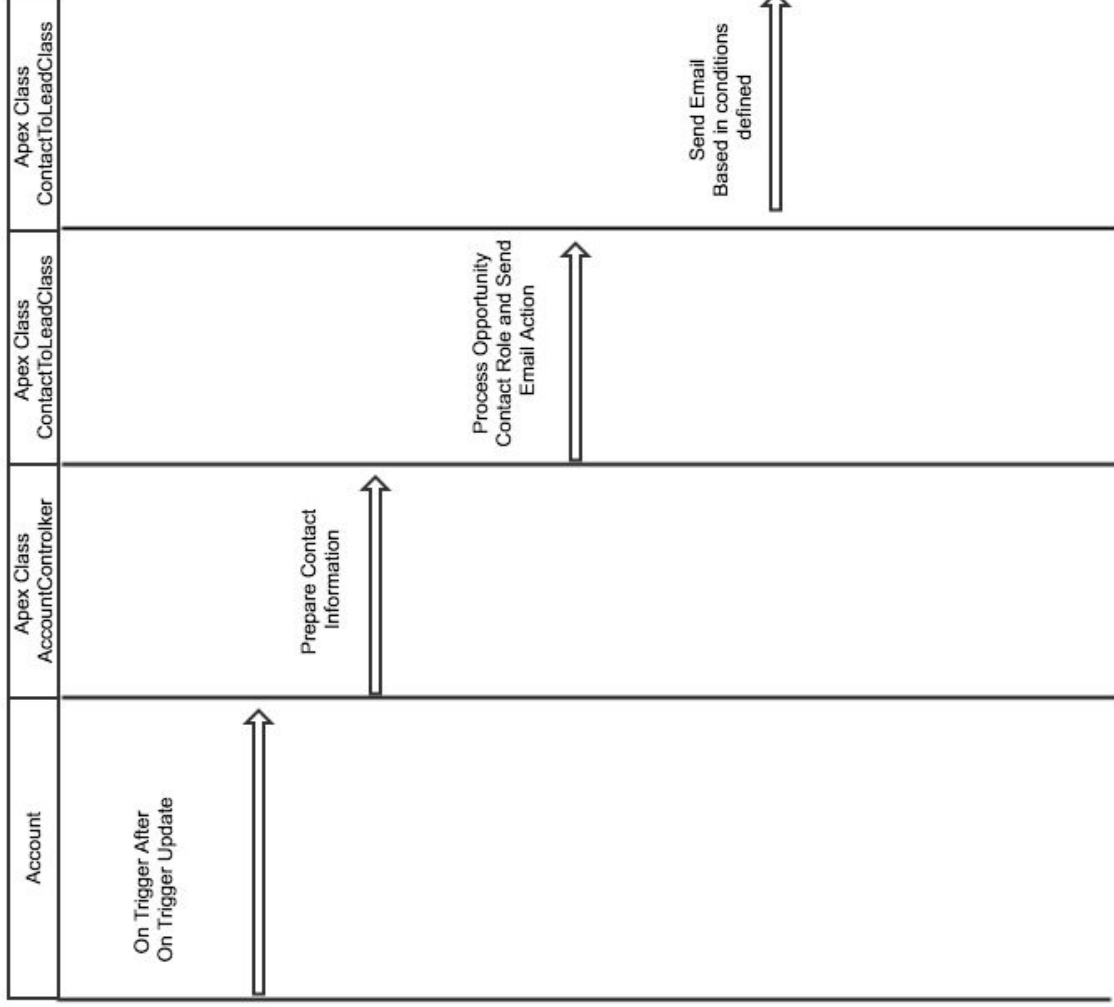 Account
Apex Class
AccountControlker
Apex Class
ContactToLeadClass
Apex Class
ContactToLeadClass
On Trigger After
On Trigger Update
Prepare Contact
Information
Process Opportunity
Contact Role and Send
Email Action
Send Email
Based in conditions
defined